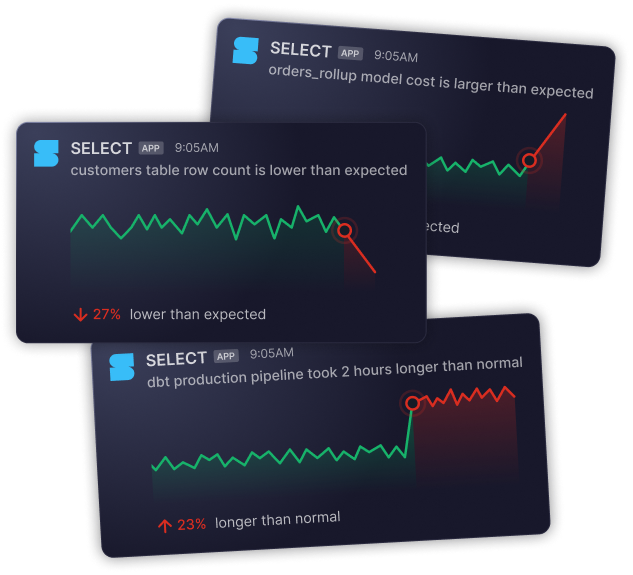 SELECT APP 9:05AM
orders_rollup model cost is larger than expected
SELECT APP 9:05AM
customers table row count is lower than expected
27% lower than expected
SELECT APP 9:05AM
dbt production pipeline took 2 hours longer than normal
23% longer than normal